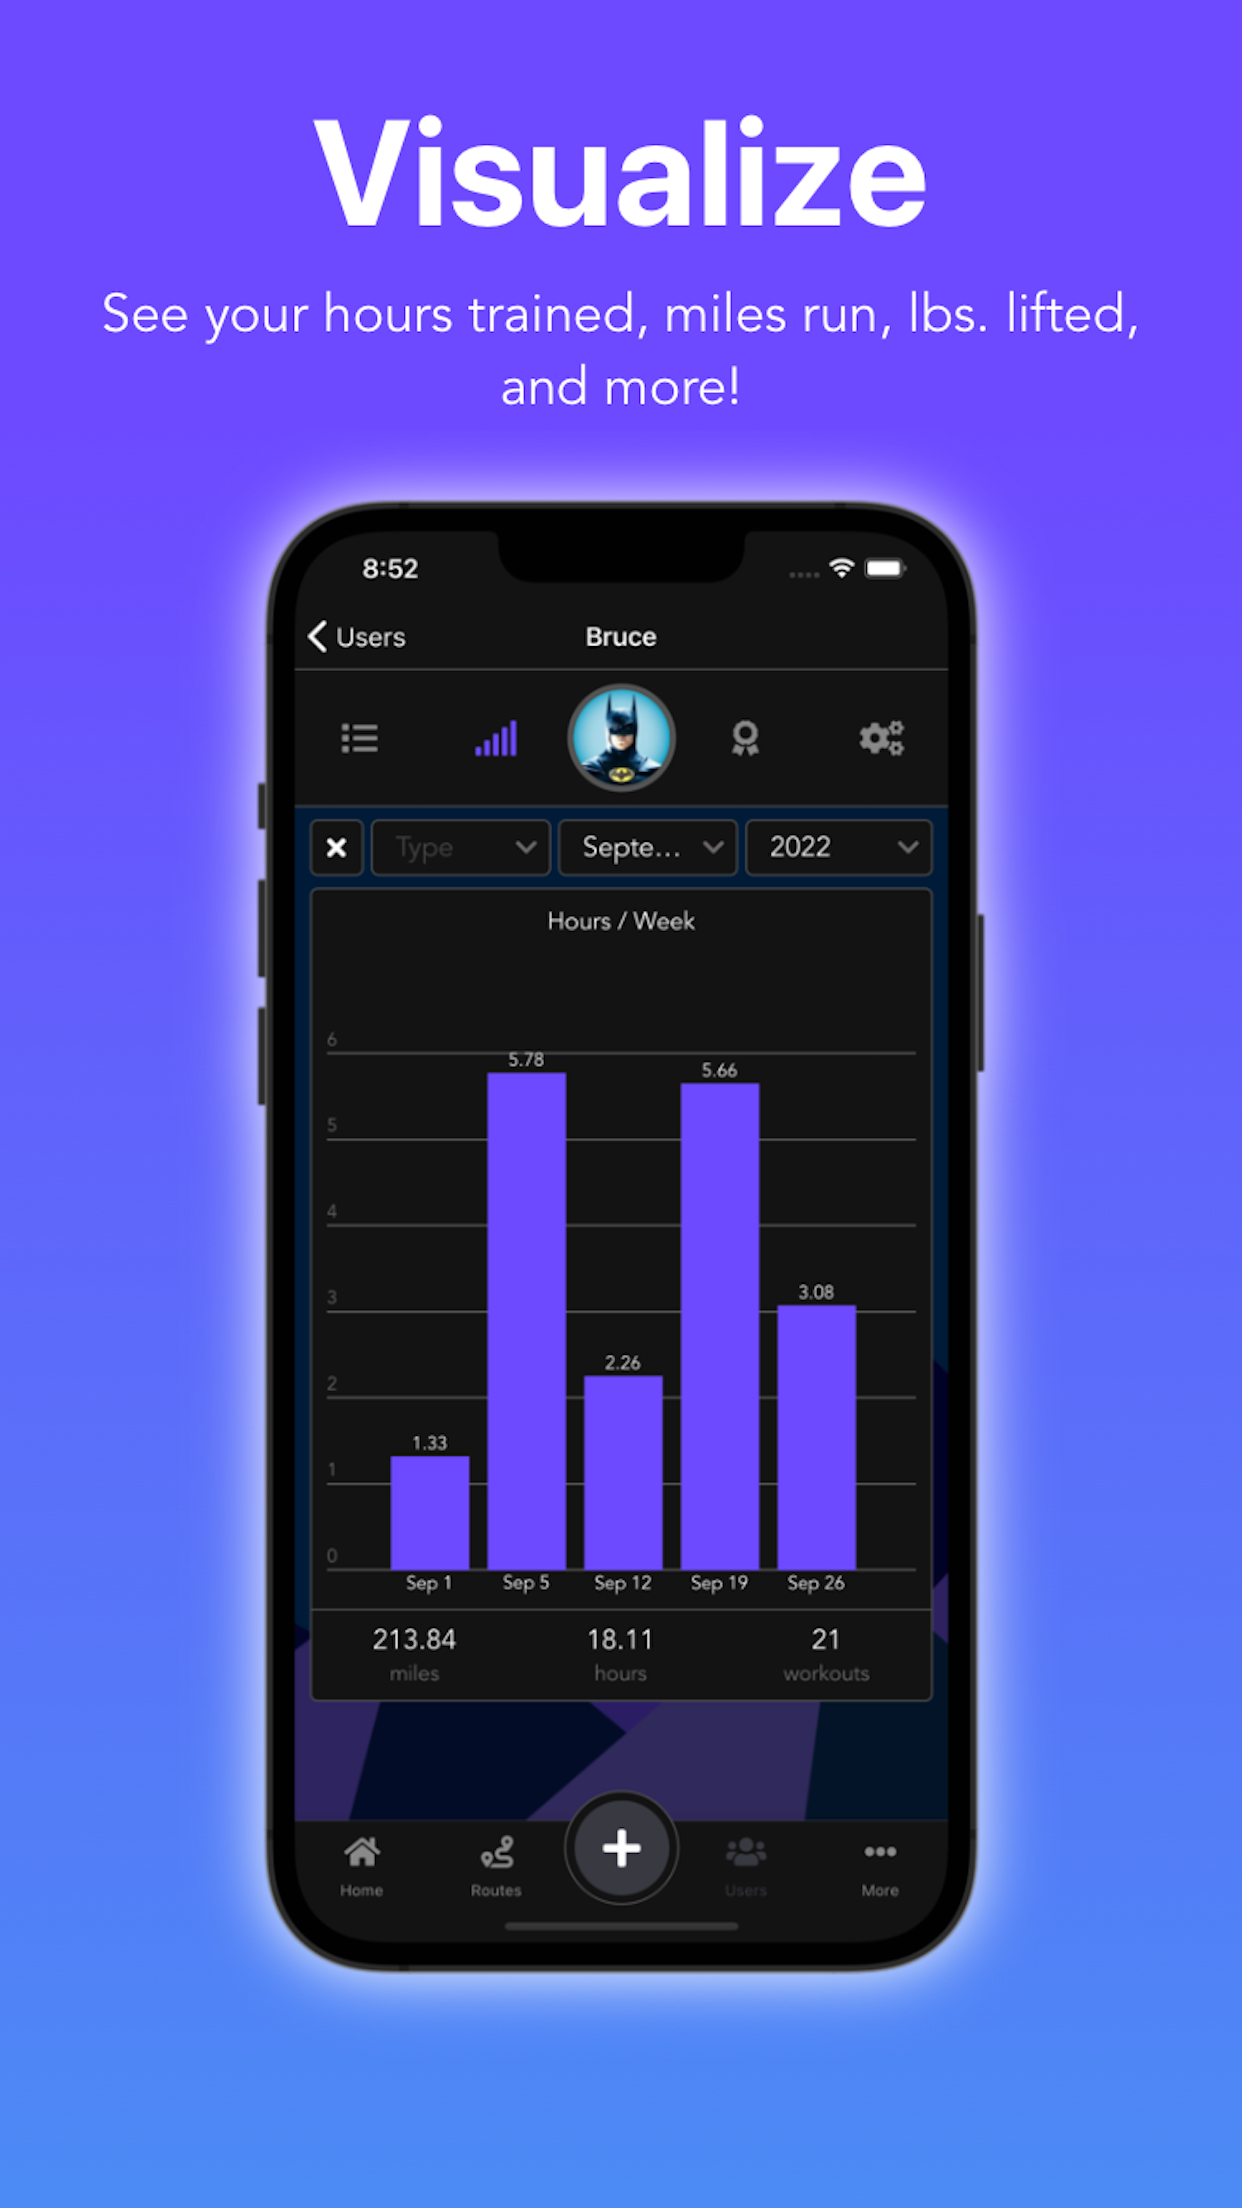 Visualize
See your hours trained, miles run, lbs. lifted,
and more!
8:52
Users
Bruce
Type
Septe...
2022
Hours / Week
6
5.78
5.66
5
4
3
3.08
2.26
2
1.33
1
0
Sep 1 Sep 5 Sep 12 Sep 19 Sep 26
213.84 18.11 21
miles hours workouts
Home Routes Users More